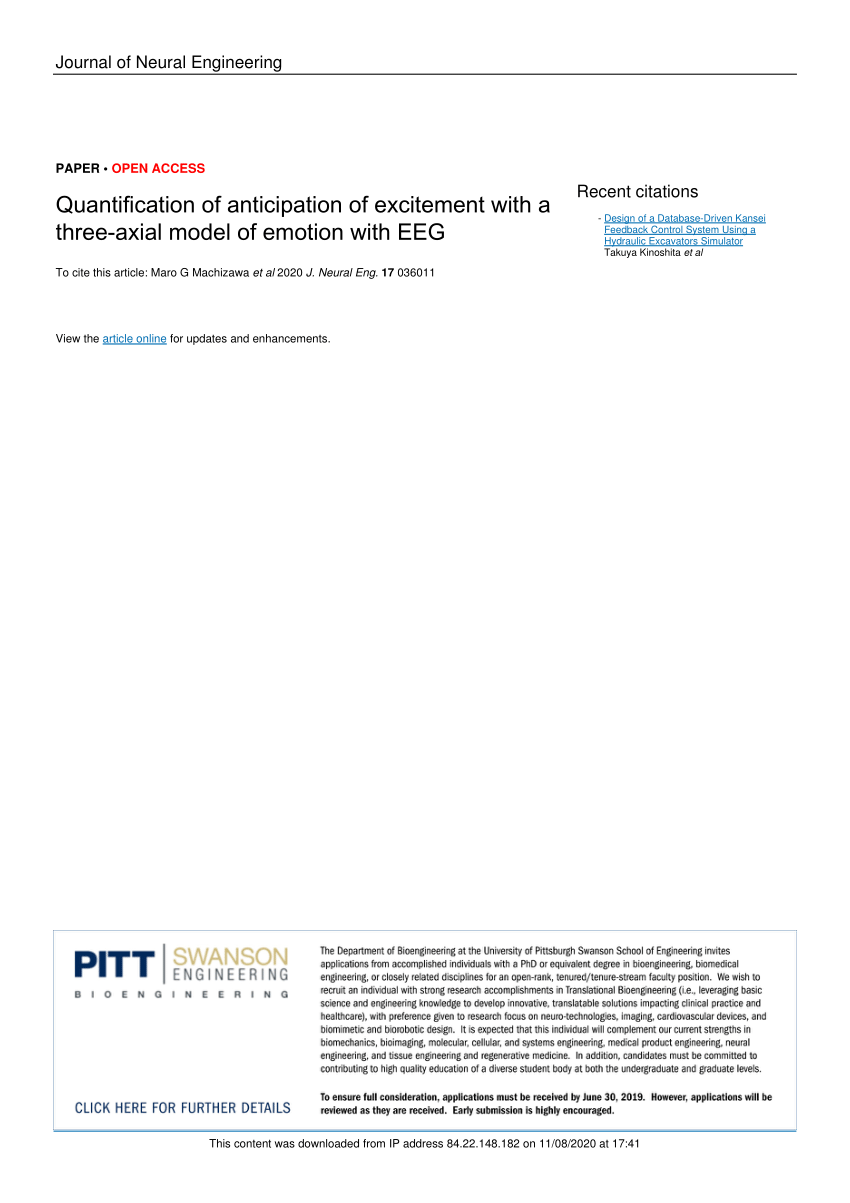 Journal of Neural Engineering
PAPER • OPEN ACCESS
Quantification of anticipation of excitement with a
three-axial model of emotion with EEG
To cite this article: Maro G Machizawa et al 2020 J. Neural Eng. 17 036011
View the article online for updates and enhancements.
Recent citations
- Design of a Database-Driven Kansei
Feedback Control System Using a
Hydraulic Excavators Simulator
Takuya Kinoshita et al
PITT SWANSON
ENGINEERING
BIOENGINEERING
CLICK HERE FOR FURTHER DETAILS
The Department of Bioengineering at the University of Pittsburgh Swanson School of Engineering invites
applications from accomplished individuals with a PhD or equivalent degree in bioengineering, biomedical
engineering, or closely related disciplines for an open-rank, tenured/tenure-stream faculty position. We wish to
recruit an individual with strong research accomplishments in Translational Bioengineering (i.e., leveraging basic
science and engineering knowledge to develop innovative, translatable solutions impacting clinical practice and
healthcare), with preference given to research focus on neuro-technologies, imaging, cardiovascular devices, and
biomimetic and biorobotic design. It is expected that this individual will complement our current strengths in
biomechanics, bioimaging, molecular, cellular, and systems engineering, medical product engineering, neural
engineering, and tissue engineering and regenerative medicine. In addition, candidates must be committed to
contributing to high quality education of a diverse student body at both the undergraduate and graduate levels.
To ensure full consideration, applications must be received by June 30, 2019. However, applications will be
reviewed as they are received. Early submission is highly encouraged.
This content was downloaded from IP address 84.22.148.182 on 11/08/2020 at 17:41